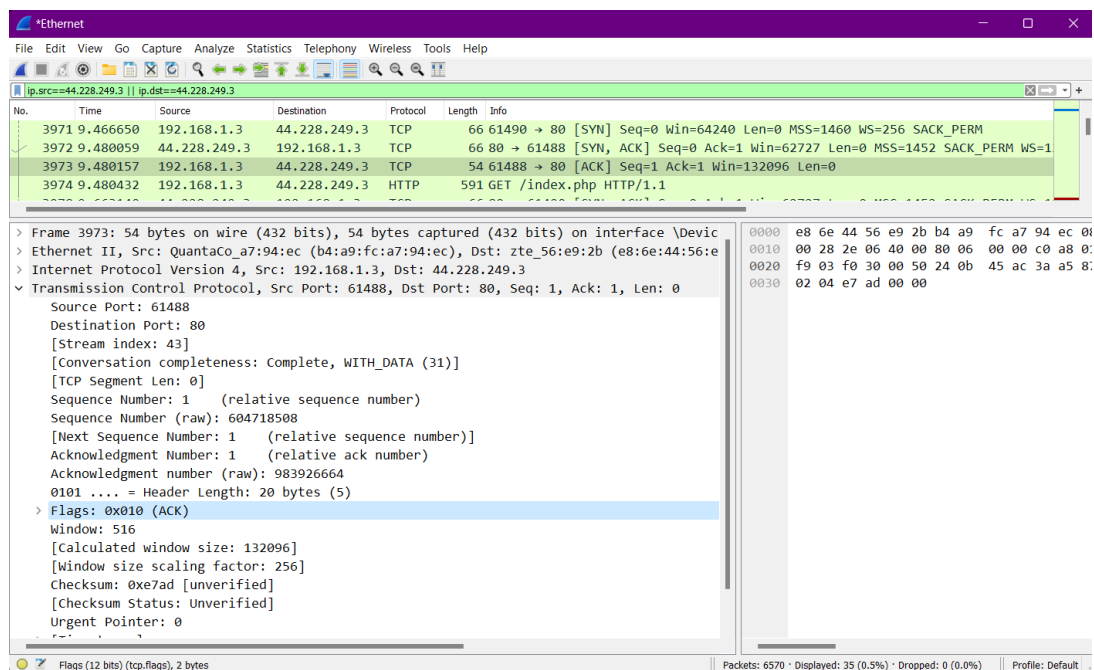 *Ethernet
File Edit View Go Capture Analyze Statistics Telephony Wireless Tools Help
ip.src==44.228.249.3 || ip.dst==44.228.249.3
No. Time Source Destination Protocol Length Info
3971 9.466650 192.168.1.3 44.228.249.3 TCP 66 61490 → 80 [SYN] Seq=0 Win=64240 Len=0 MSS=1460 WS=256 SACK_PERM
3972 9.480059 44.228.249.3 192.168.1.3 TCP 66 80 → 61488 [SYN, ACK] Seq=0 Ack=1 Win=62727 Len=0 MSS=1452 SACK_PERM WS=1
3973 9.480157 192.168.1.3 44.228.249.3 TCP 54 61488 → 80 [ACK] Seq=1 Ack=1 Win=132096 Len=0
3974 9.480432 192.168.1.3 44.228.249.3 HTTP 591 GET /index.php HTTP/1.1
Frame 3973: 54 bytes on wire (432 bits), 54 bytes captured (432 bits) on interface \Devic
Ethernet II, Src: QuantaCo_a7:94:ec (b4:a9:fc:a7:94:ec), Dst: zte_56:e9:2b (e8:6e:44:56:e
Internet Protocol Version 4, Src: 192.168.1.3, Dst: 44.228.249.3
Transmission Control Protocol, Src Port: 61488, Dst Port: 80, Seq: 1, Ack: 1, Len: 0
Source Port: 61488
Destination Port: 80
[Stream index: 43]
[Conversation completeness: Complete, WITH_DATA (31)]
[TCP Segment Len: 0]
Sequence Number: 1 (relative sequence number)
Sequence Number (raw): 604718508
[Next Sequence Number: 1 (relative sequence number)]
Acknowledgment Number: 1 (relative ack number)
Acknowledgment number (raw): 983926664
0101 .... = Header Length: 20 bytes (5)
Flags: 0x010 (ACK)
Window: 516
[Calculated window size: 132096]
[Window size scaling factor: 256]
Checksum: 0xe7ad [unverified]
[Checksum Status: Unverified]
Urgent Pointer: 0
0000 e8 6e 44 56 e9 2b b4 a9 fc a7 94 ec 08
0010 00 28 2e 06 40 00 80 06 00 00 c0 a8 01
0020 f9 03 f0 30 00 50 24 0b 45 ac 3a a5 87
0030 02 04 e7 ad 00 00
Flags (12 bits) (tcp.flags), 2 bytes
Packets: 6570 · Displayed: 35 (0.5%) · Dropped: 0 (0.0%)
Profile: Default